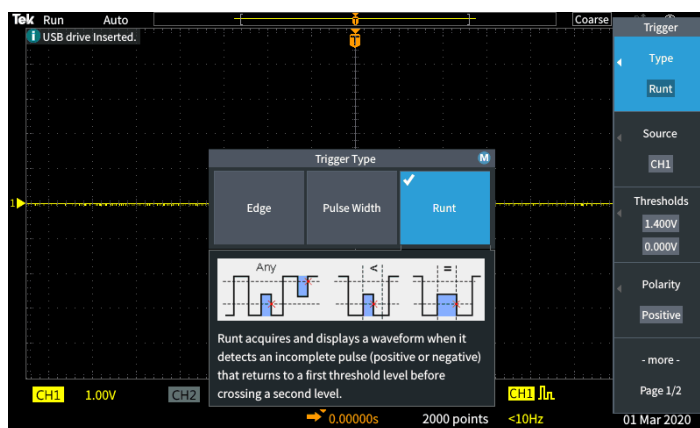 Tek Run Auto Coarse
USB drive Inserted.
Trigger
Type
Runt
Source
CH1
Thresholds
1.400V
0.000V
Polarity
Positive
- more -
Page 1/2
T
1
Trigger Type M
Edge Pulse Width Runt
Any < =
Runt acquires and displays a waveform when it
detects an incomplete pulse (positive or negative)
that returns to a first threshold level before
crossing a second level.
CH1 1.00V CH2 CH1
0.00000s 2000 points <10Hz 01 Mar 2020